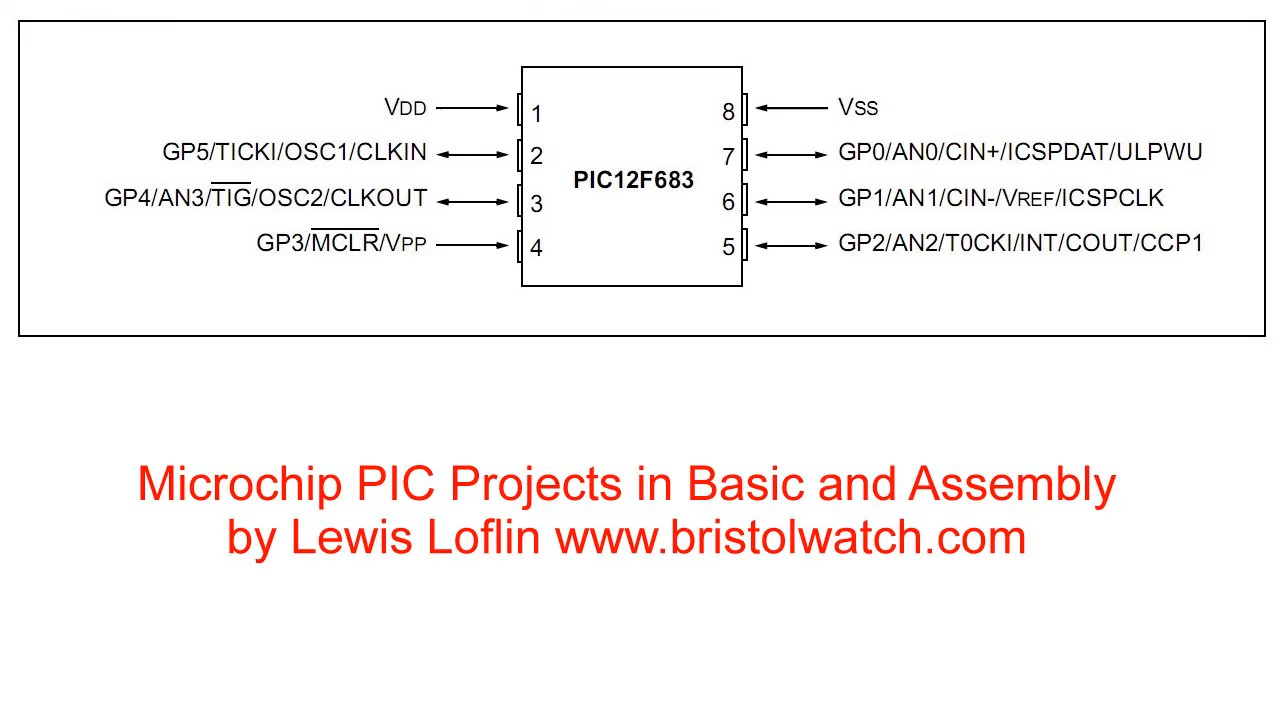 VDD
1
8
VSS
GP5/TICKI/OSC1/CLKIN
2
7
GP0/AN0/CIN+/ICSPDAT/ULPWU
PIC12F683
GP4/AN3/TIG/OSC2/CLKOUT
3
6
GP1/AN1/CIN-/VREF/ICSPCLK
GP3/MCLR/VPP
4
5
GP2/AN2/T0CKI/INT/COUT/CCP1
Microchip PIC Projects in Basic and Assembly
by Lewis Loflin www.bristolwatch.com